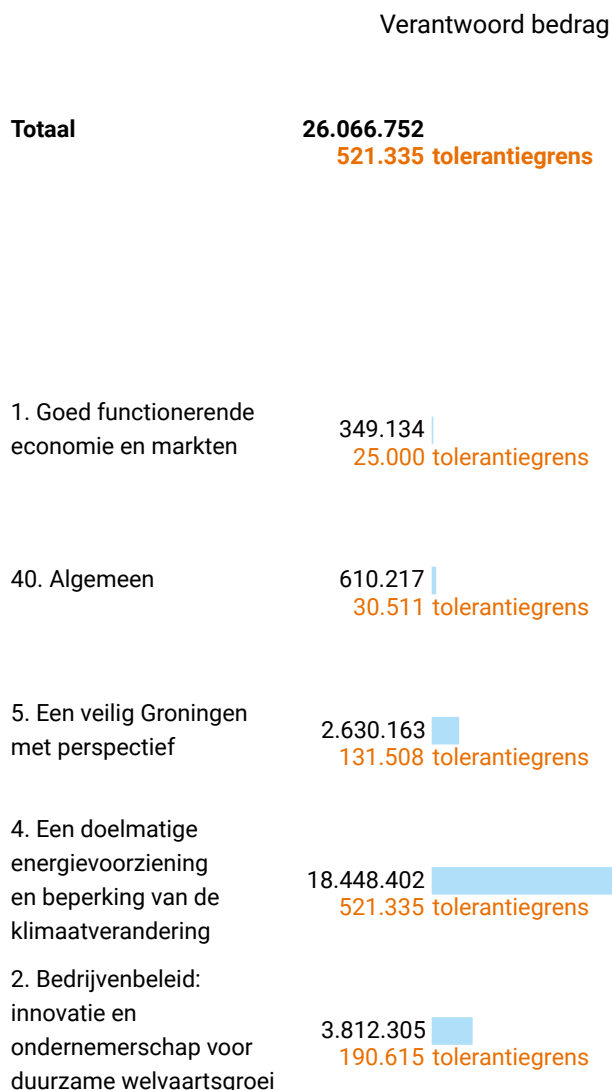 Verantwoord bedrag
Totaal 26.066.752
521.335 tolerantiegrens
1. Goed functionerende
economie en markten
349.134
25.000 tolerantiegrens
40. Algemeen 610.217
30.511 tolerantiegrens
5. Een veilig Groningen
met perspectief
2.630.163
131.508 tolerantiegrens
4. Een doelmatige
energievoorziening
en beperking van de
klimaatverandering
18.448.402
521.335 tolerantiegrens
2. Bedrijvenbeleid:
innovatie en
ondernemerschap voor
duurzame welvaartsgroei
3.812.305
190.615 tolerantiegrens